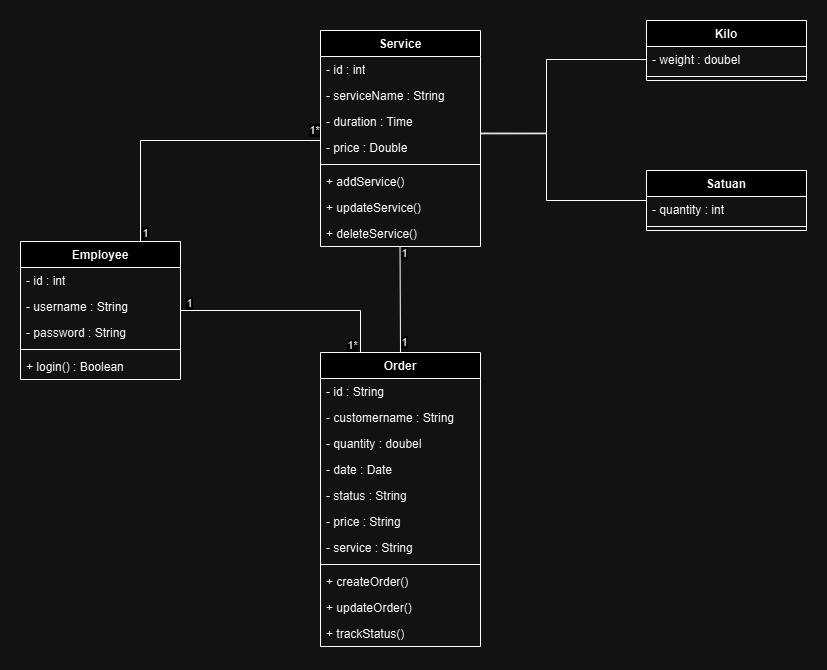 Service
- id : int
- serviceName : String
- duration : Time
- price : Double
+ addService()
+ updateService()
+ deleteService()
Kilo
- weight : doubel
Satuan
- quantity : int
1*
1
Employee
- id : int
- username : String
- password : String
+ login() : Boolean
1
1*
1
1
Order
- id : String
- customername : String
- quantity : doubel
- date : Date
- status : String
- price : String
- service : String
+ createOrder()
+ updateOrder()
+ trackStatus()